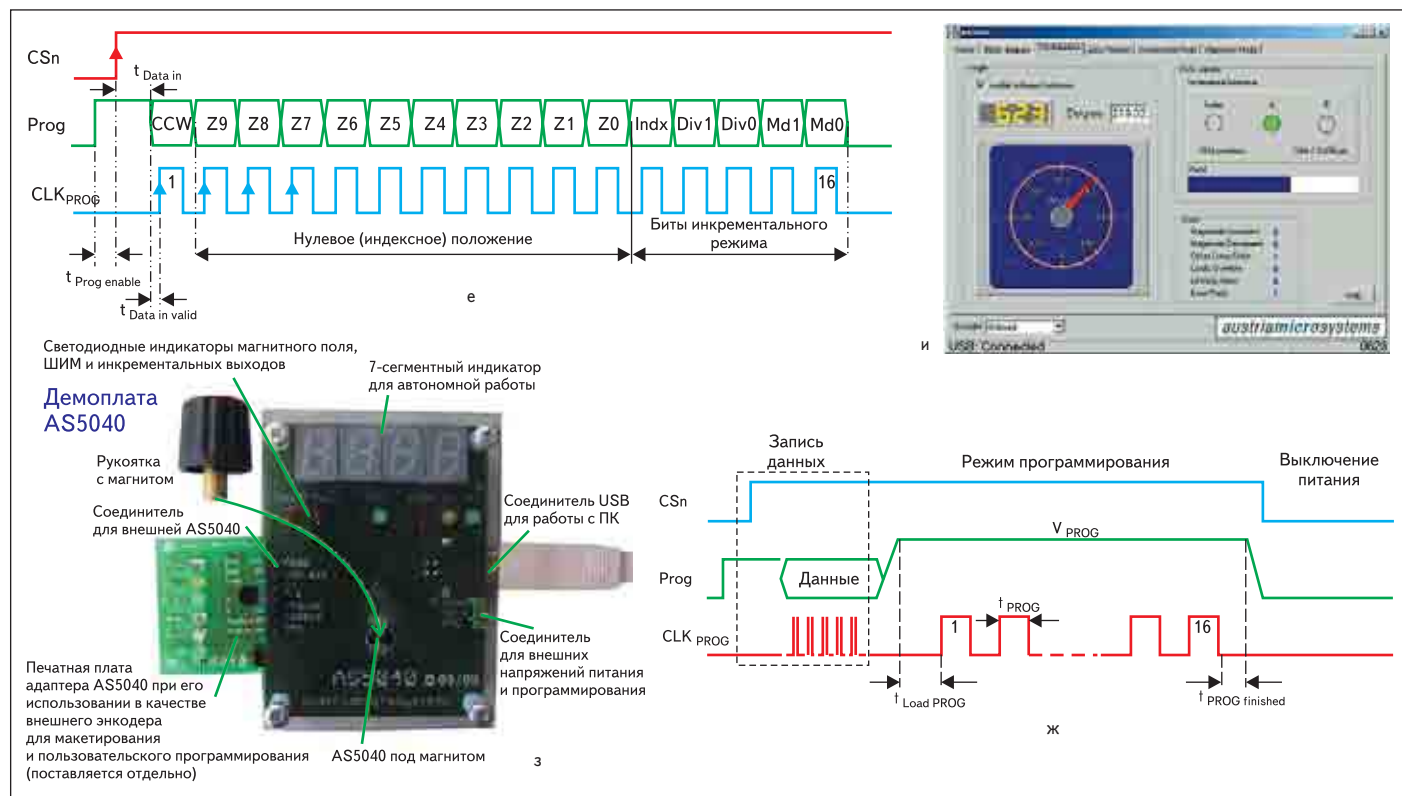 CSn
t Data in
Prog
CCW Z9 Z8 Z7 Z6 Z5 Z4 Z3 Z2 Z1 Z0 Indx Div1 Div0 Md1 Md0
CLK PROG
1
16
Нулевое (индексное) положение
Биты инкрементального
режима
t Prog enable
t Data in valid
е
austriamicrosystems
USB: Connected
и
Светодиодные индикаторы магнитного поля,
ШИМ и инкрементальных выходов
7-сегментный индикатор
для автономной работы
Демоплата
AS5040
Рукоятка
с магнитом
Соединитель
для внешней AS5040
Соединитель USB
для работы с ПК
Соединитель
для внешних
напряжений питания
и программирования
Печатная плата
адаптера AS5040 при его
использовании в качестве
внешнего энкодера
для макетирования
и пользовательского программирования
(поставляется отдельно)
AS5040
AS5040 под магнитом
з
Запись
данных
Режим программирования
Выключение
питания
CSn
V PROG
Prog
Данные
CLK PROG
1
t PROG
16
t Load PROG
t PROG finished
ж